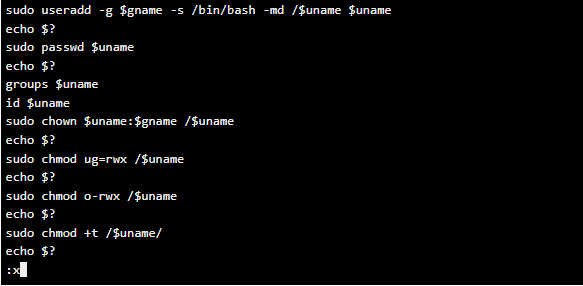 sudo useradd -g $gname -s /bin/bash -md /$uname $uname
echo $?
sudo passwd $uname
echo $?
groups $uname
id $uname
sudo chown $uname:$gname /$uname
echo $?
sudo chmod ug=rwx /$uname
echo $?
sudo chmod o-rwx /$uname
echo $?
sudo chmod +t /$uname/
echo $?
:x